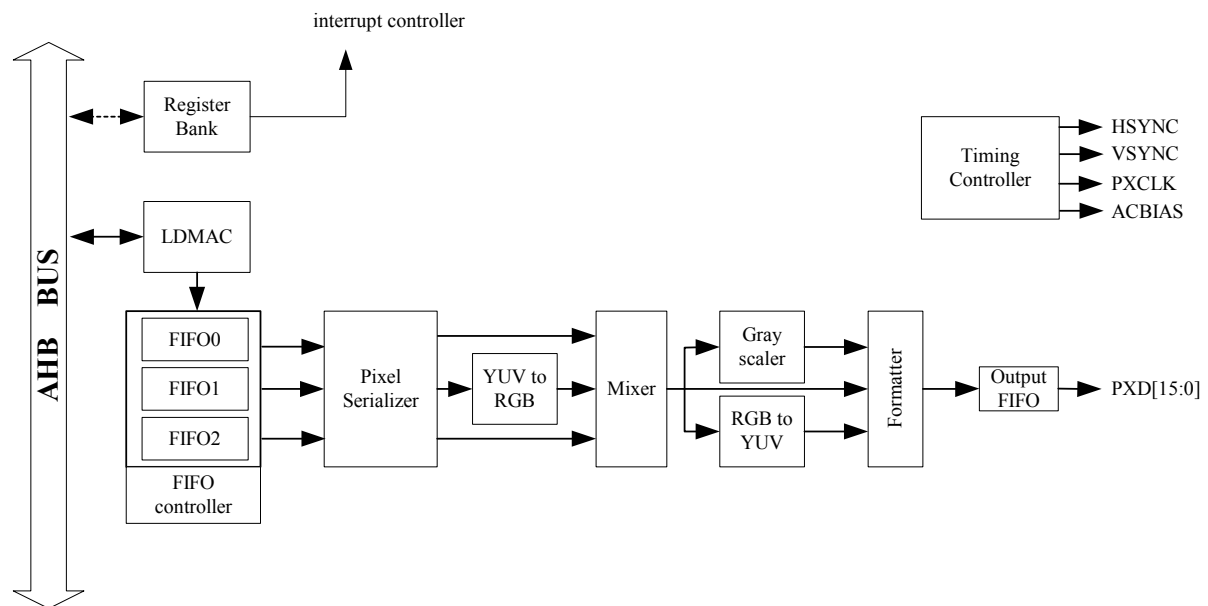 interrupt controller
Register
Bank
HSYNC
VSYNC
PXCLK
ACBIAS
Timing
Controller
LDMAC
AHB BUS
FIFO0
FIFO1
FIFO2
FIFO
controller
Pixel
Serializer
YUV to
RGB
Mixer
Gray
scaler
RGB to
YUV
Formatter
Output
FIFO
PXD[15:0]